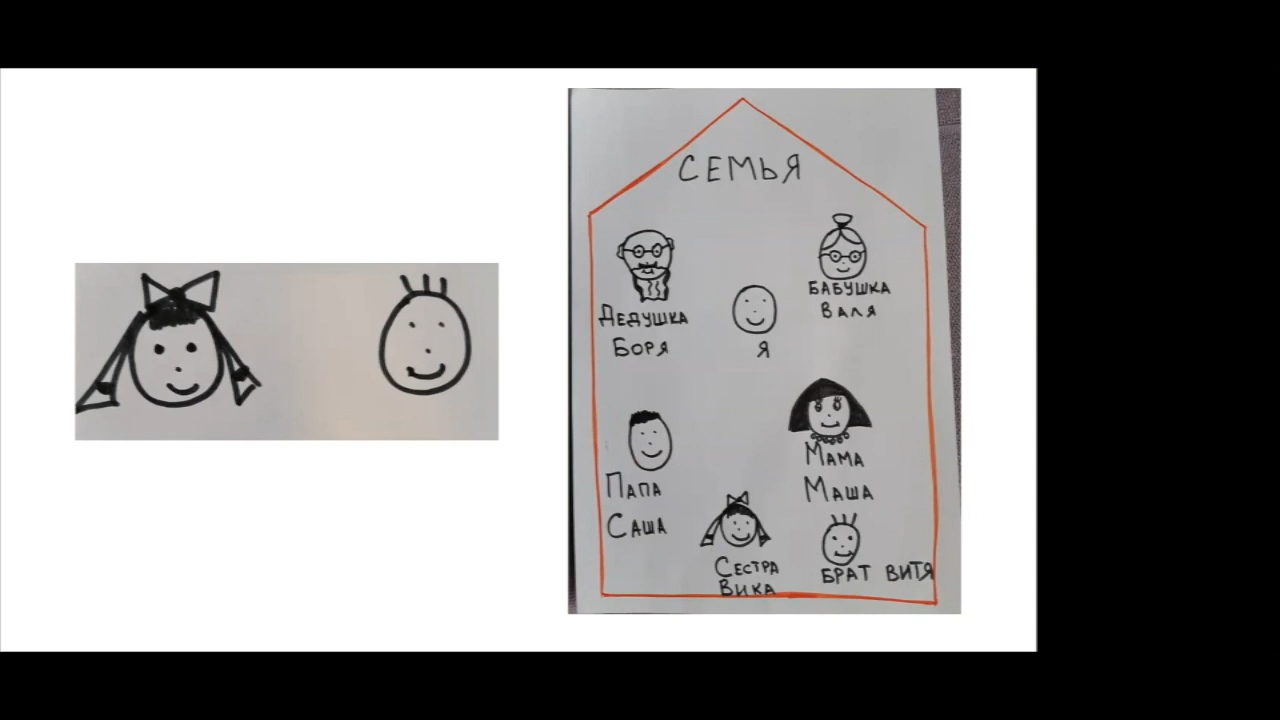 СЕМЬЯ
ДЕДУШКА
БОРЯ
БАБУШКА
ВАЛЯ
Я
ПАПА
САША
МАМА
МАША
СЕСТРА
ВИКА
БРАТ ВИТЯ